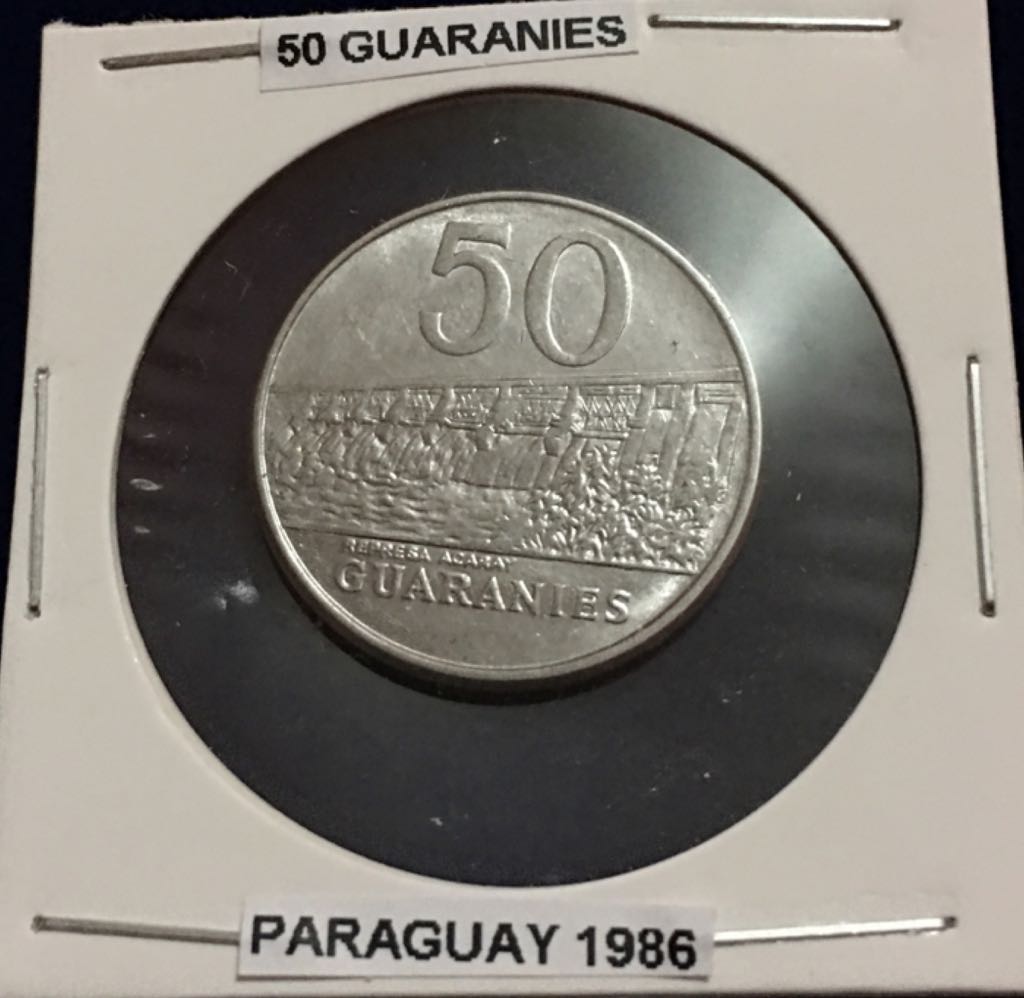 50 GUARANIES
50
REPRESA ACARAY
GUARANIES
PARAGUAY 1986